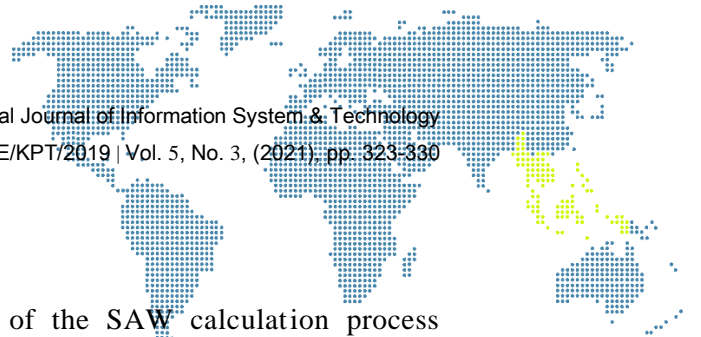 al Journal of Information System & Technology
E/KPT/2019 | Vol. 5, No. 3, (2021), pp. 323-330
of the SAW calculation process